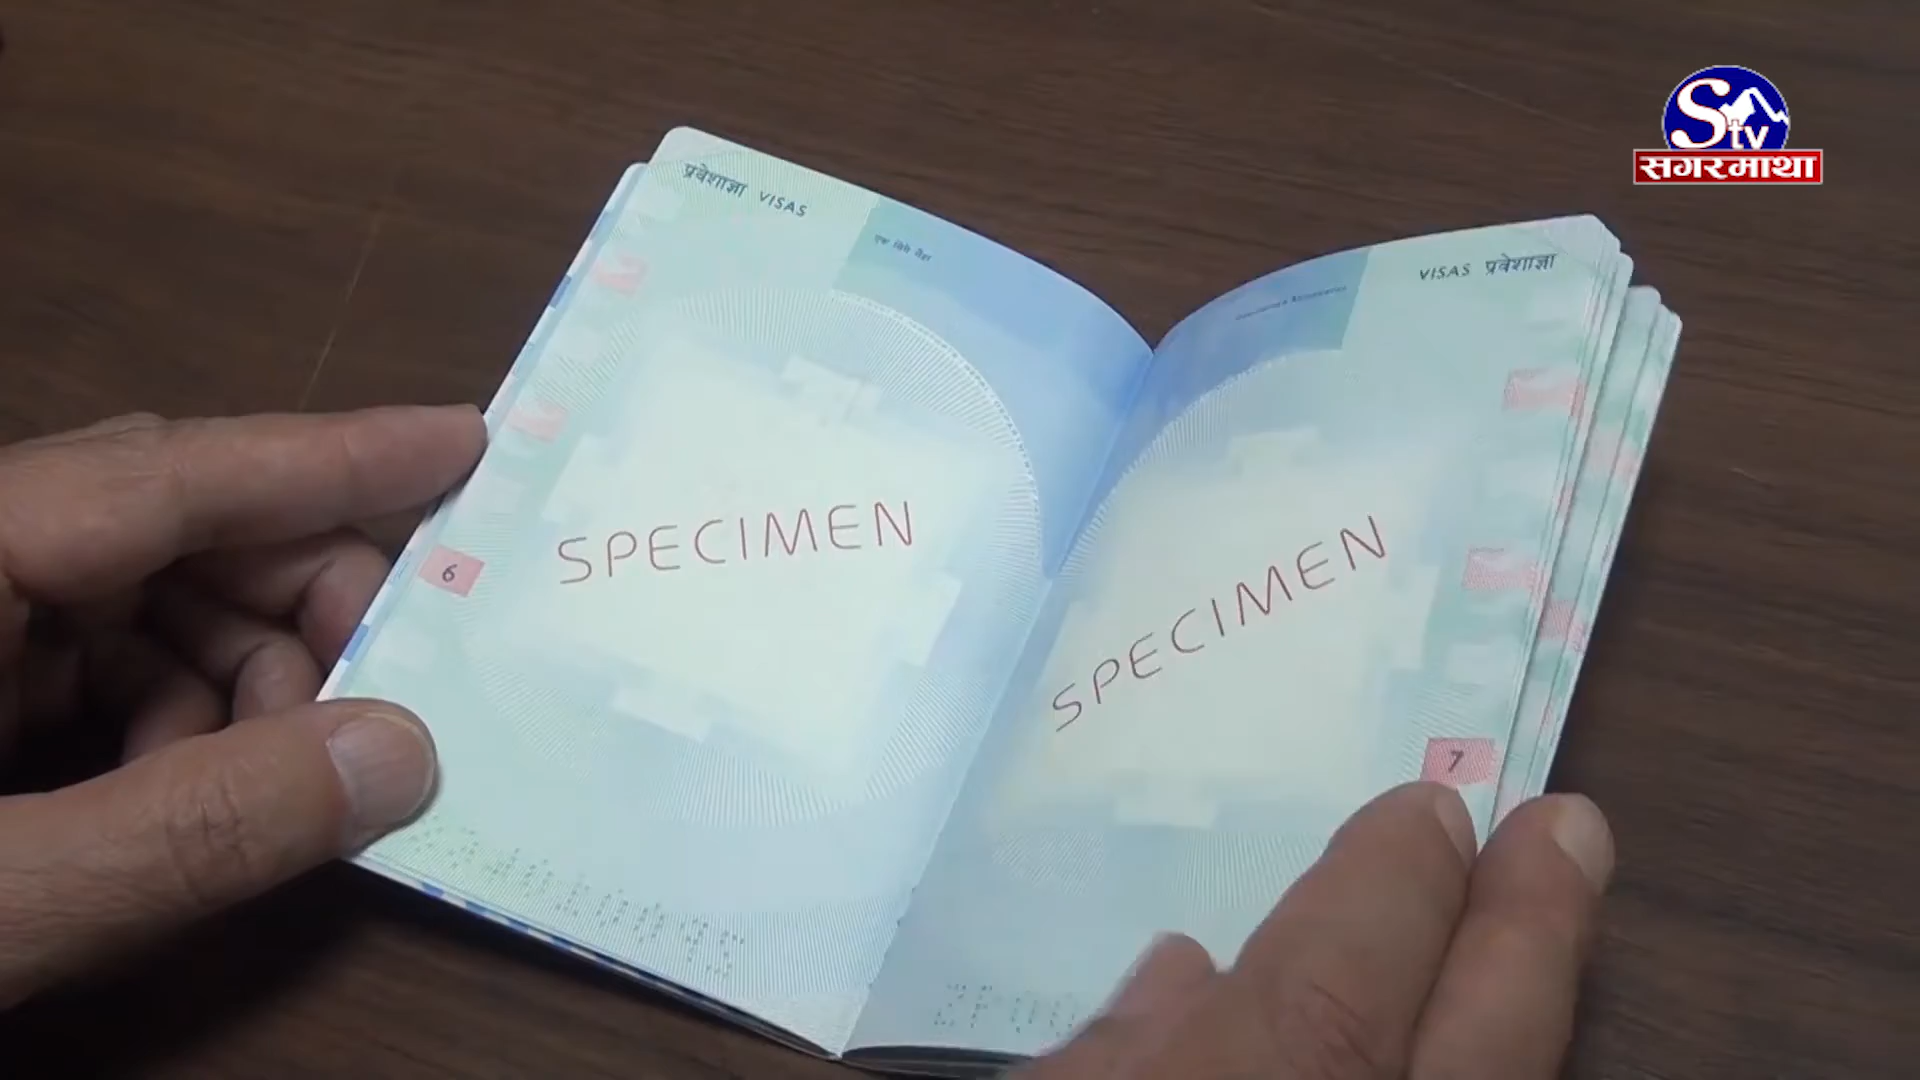 Stv
सगरमाथा
प्रवेशाज्ञा VISAS
VISAS प्रवेशाज्ञा
SPECIMEN
SPECIMEN
6
7